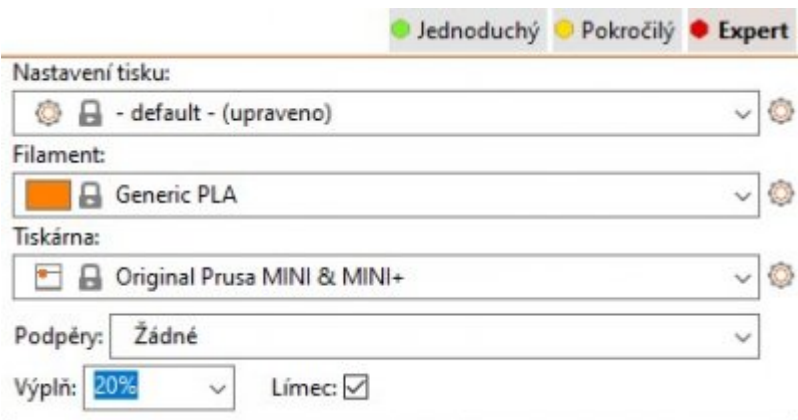 Jednoduchý Pokročilý Expert
Nastavení tisku:
- default - (upraveno)
Filament:
Generic PLA
Tiskárna:
Original Prusa MINI & MINI+
Podpěry: Žádné
Výplň: 20% Límec: